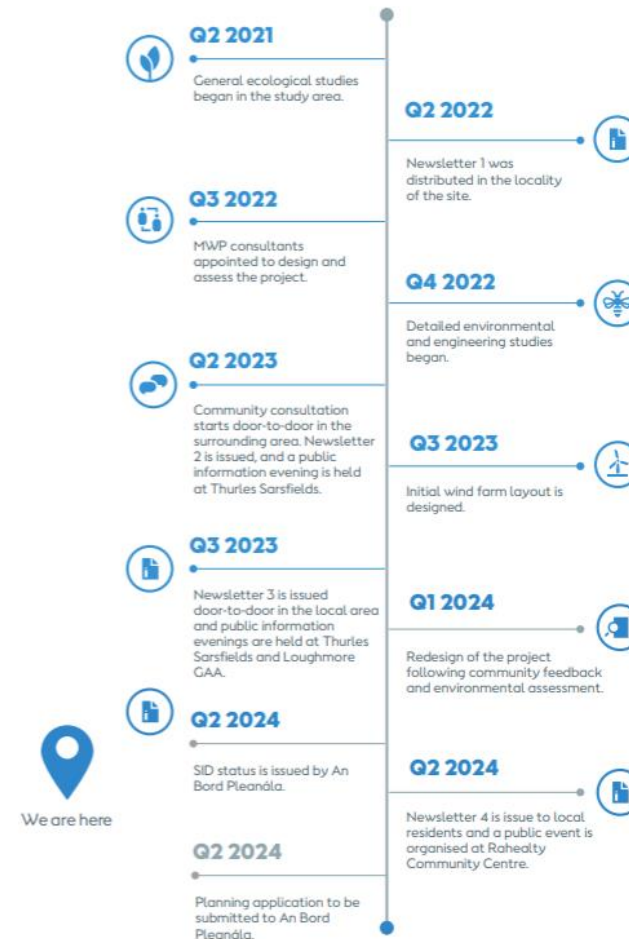 Q2 2021
General ecological studies
began in the study area.
Q2 2022
Newsletter 1 was
distributed in the locality
of the site.
Q3 2022
MWP consultants
appointed to design and
assess the project.
Q4 2022
Detailed environmental
and engineering studies
began.
Q2 2023
Community consultation
starts door-to-door in the
surrounding area. Newsletter
2 is issued, and a public
information evening is held
at Thurles Sarsfields.
Q3 2023
Initial wind farm layout is
designed.
Q3 2023
Newsletter 3 is issued
door-to-door in the local area
and public information
evenings are held at Thurles
Sarsfields and Loughmore
GAA.
Q1 2024
Redesign of the project
following community feedback
and environmental assessment.
Q2 2024
SID status is issued by An
Bord Pleanála.
We are here
Q2 2024
Newsletter 4 is issue to local
residents and a public event is
organised at Rahealty
Community Centre.
Q2 2024
Planning application to be
submitted to An Bord
Pleanála.